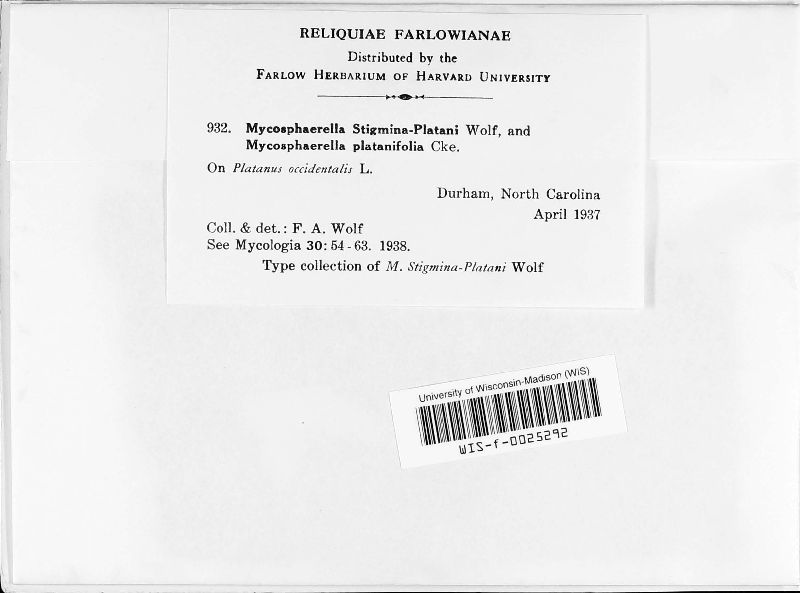 RELIQUIAE FARLOWIANAE
Distributed by the
FARLOW HERBARIUM OF HARVARD UNIVERSITY
932. Mycosphaerella Stigmina-Platani Wolf, and
Mycosphaerella platanifolia Cke.
On Platanus occidentalis L.
Durham, North Carolina
April 1937
Coll. & det.: F. A. Wolf
See Mycologia 30: 54-63. 1938.
Type collection of M. Stigmina-Platani Wolf
University of Wisconsin-Madison (WIS)
WIS-f-0025292